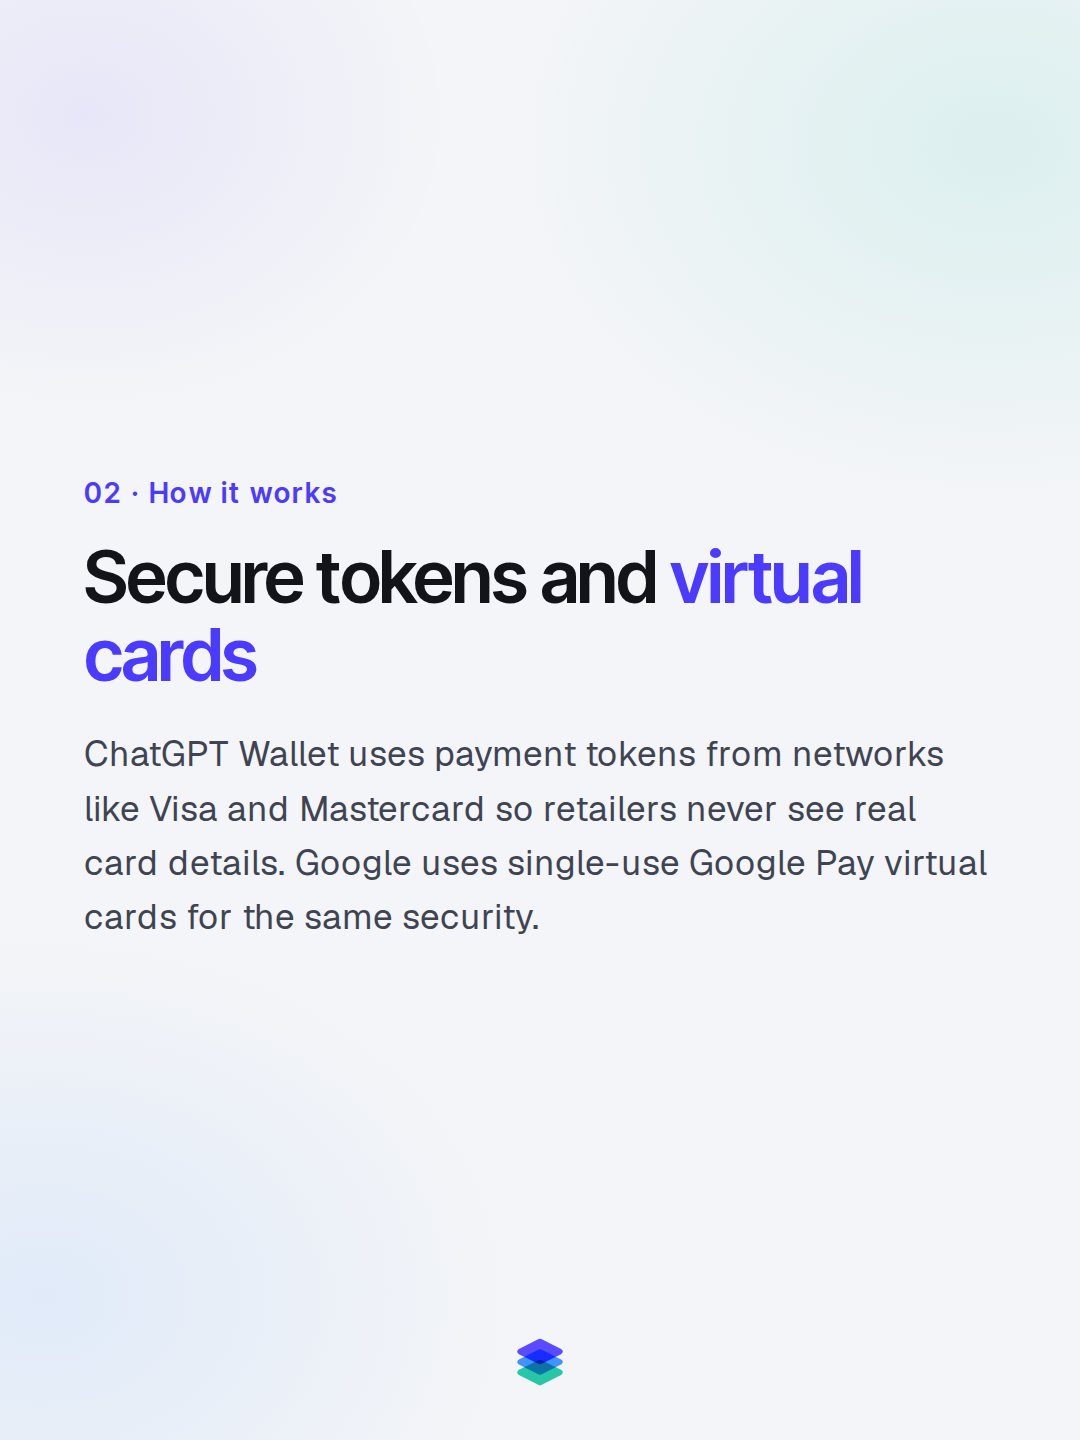 02 · How it works
Secure tokens and virtual
cards
ChatGPT Wallet uses payment tokens from networks
like Visa and Mastercard so retailers never see real
card details. Google uses single-use Google Pay virtual
cards for the same security.